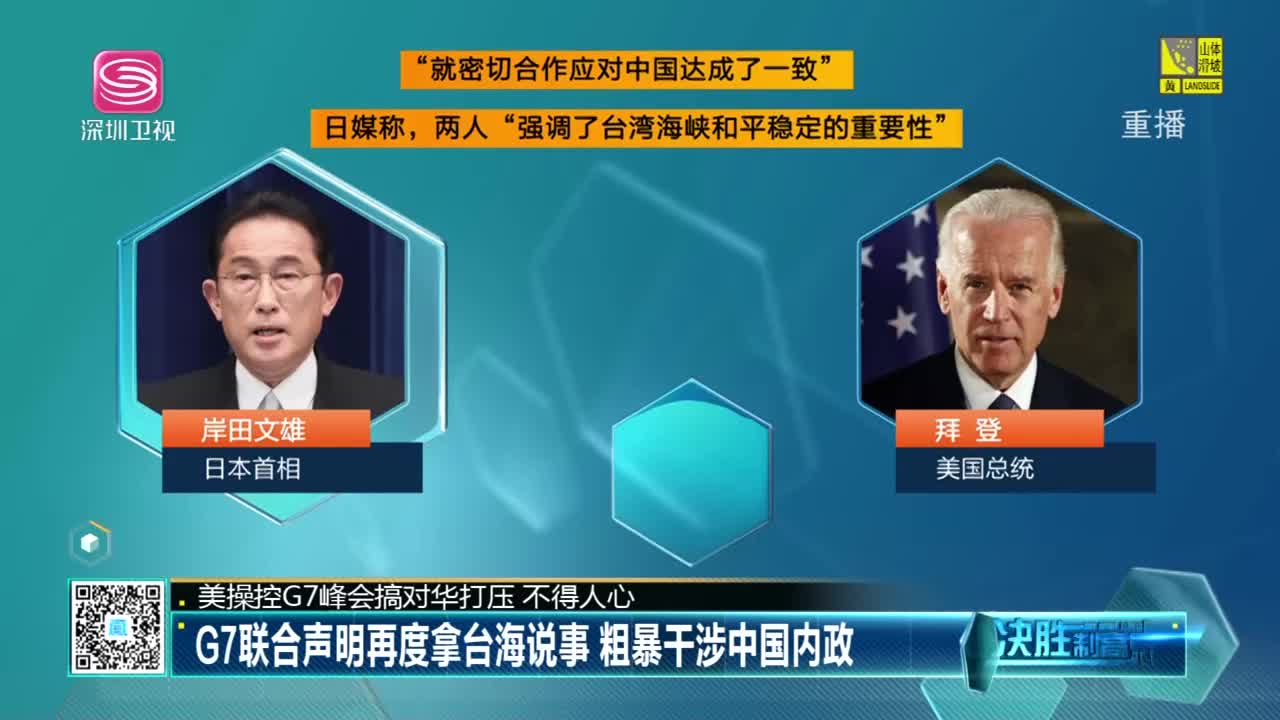 “就密切合作应对中国达成了一致”
日媒称，两人“强调了台湾海峡和平稳定的重要性”
深圳卫视
山体
滑坡
黄 LANDSLIDE
重播
岸田文雄
日本首相
拜 登
美国总统
美操控G7峰会搞对华打压 不得人心
G7联合声明再度拿台海说事 粗暴干涉中国内政
决胜制高点